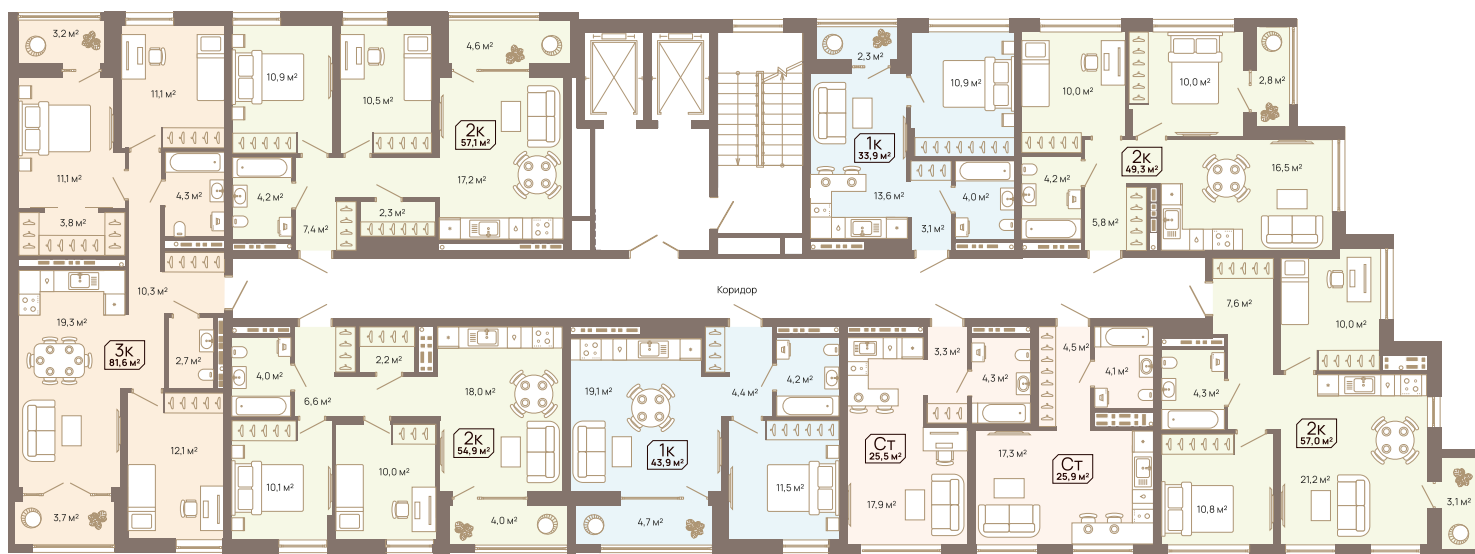 3,2 м²
11,1 м²
11,1 м²
4,3 м²
3,8 м²
10,3 м²
19,3 м²
3К
81,6 м²
2,7 м²
12,1 м²
3,7 м²
10,9 м²
10,5 м²
4,6 м²
2К
57,1 м²
17,2 м²
4,2 м²
2,3 м²
7,4 м²
2,3 м²
10,9 м²
1К
33,9 м²
13,6 м²
4,0 м²
3,1 м²
10,0 м²
10,0 м²
2,8 м²
2К
49,3 м²
16,5 м²
4,2 м²
5,8 м²
Коридор
4,0 м²
2,2 м²
6,6 м²
18,0 м²
2К
54,9 м²
10,1 м²
10,0 м²
4,0 м²
19,1 м²
4,4 м²
4,2 м²
1К
43,9 м²
11,5 м²
4,7 м²
3,3 м²
4,3 м²
Ст
25,5 м²
17,9 м²
4,5 м²
4,1 м²
17,3 м²
Ст
25,9 м²
7,6 м²
10,0 м²
4,3 м²
2К
57,0 м²
21,2 м²
10,8 м²
3,1 м²